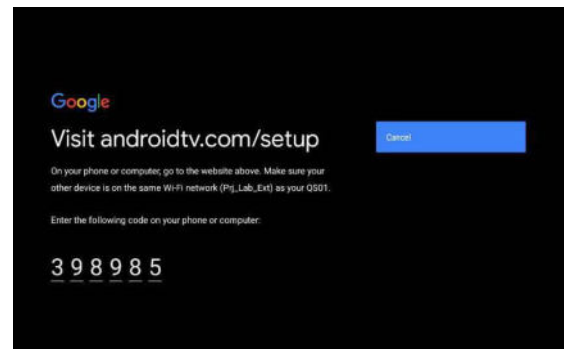 Google
Visit androidtv.com/setup
Cancel
On your phone or computer, go to the website above. Make sure your
other device is on the same Wi-Fi network (Prj_Lab_Ext) as your QS01.
Enter the following code on your phone or computer:
398985